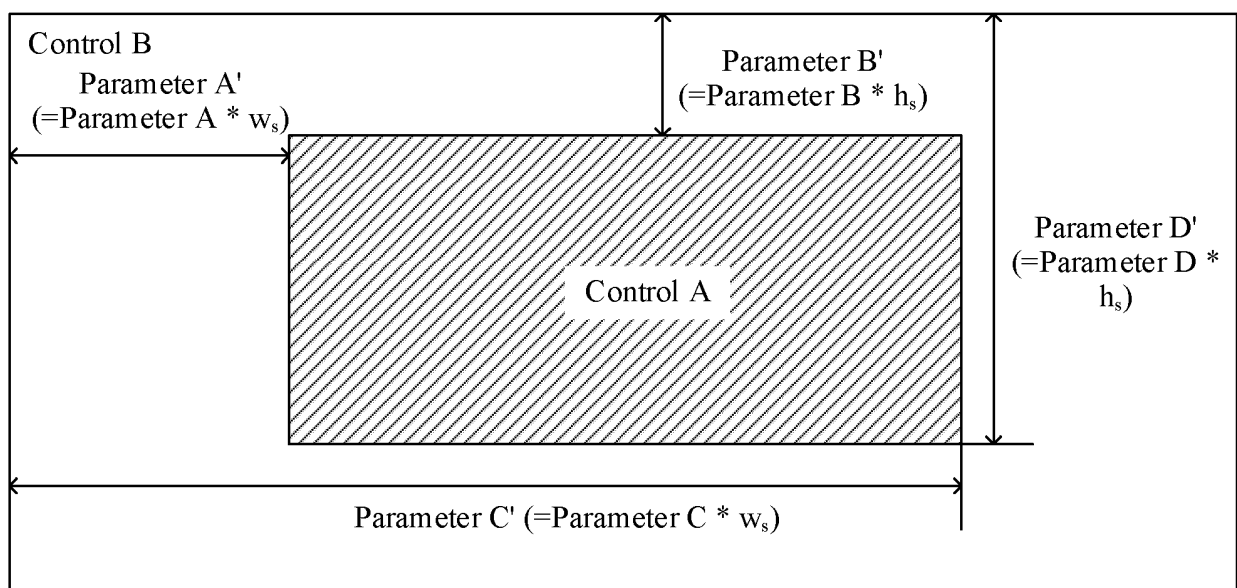 Control B
Parameter A'
(=Parameter A * wₛ)
Parameter B'
(=Parameter B * hₛ)
Parameter D'
(=Parameter D *
hₛ)
Control A
Parameter C' (=Parameter C * wₛ)